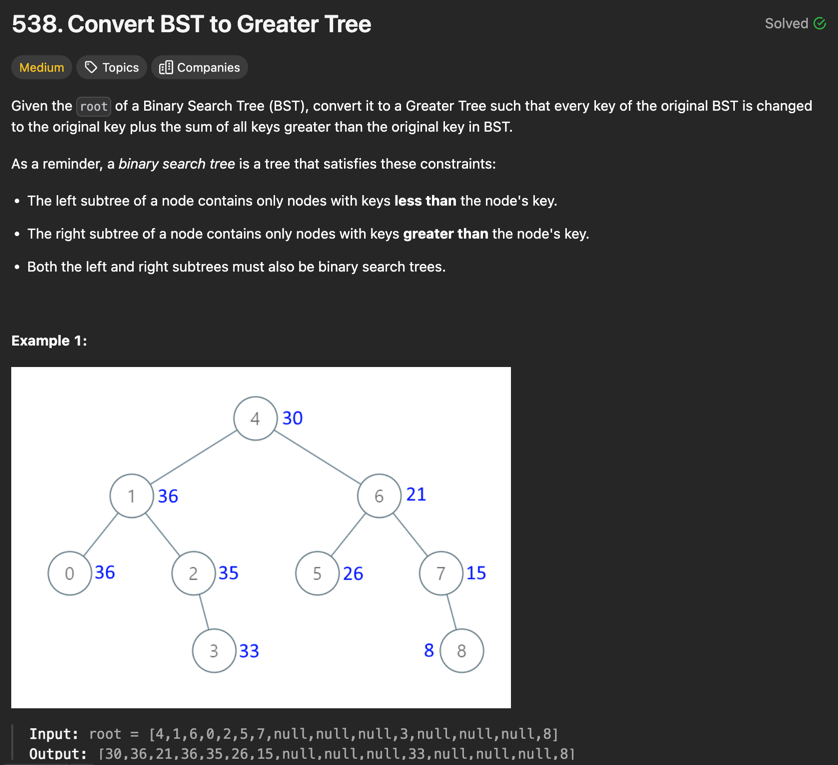 538. Convert BST to Greater Tree
Solved
Medium Topics Companies
Given the root of a Binary Search Tree (BST), convert it to a Greater Tree such that every key of the original BST is changed
to the original key plus the sum of all keys greater than the original key in BST.
As a reminder, a binary search tree is a tree that satisfies these constraints:
• The left subtree of a node contains only nodes with keys less than the node's key.
• The right subtree of a node contains only nodes with keys greater than the node's key.
• Both the left and right subtrees must also be binary search trees.
Example 1:
4 30
1 36 6 21
0 36 2 35 5 26 7 15
3 33 8 8
Input: root = [4,1,6,0,2,5,7,null,null,null,3,null,null,null,8]
Output: [30,36,21,36,35,26,15,null,null,null,33,null,null,null,8]